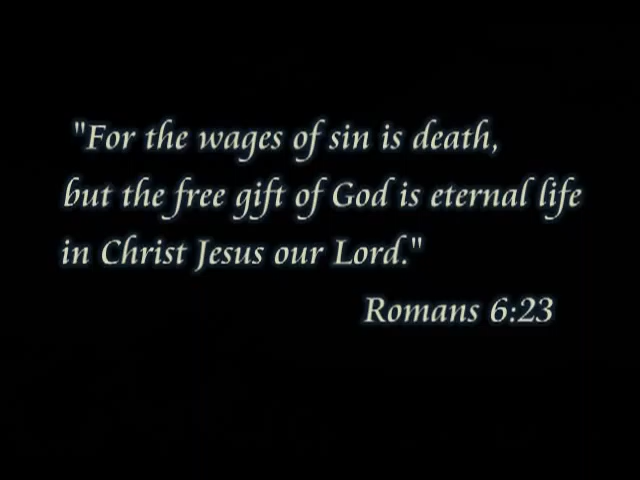 "For the wages of sin is death,
but the free gift of God is eternal life
in Christ Jesus our Lord."
Romans 6:23